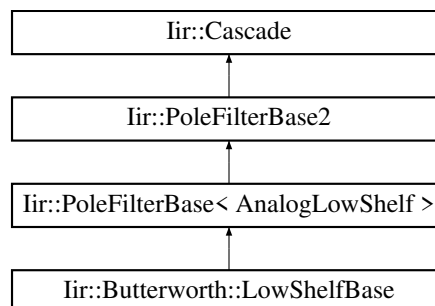 Iir::Cascade
Iir::PoleFilterBase2
Iir::PoleFilterBase< AnalogLowShelf >
Iir::Butterworth::LowShelfBase